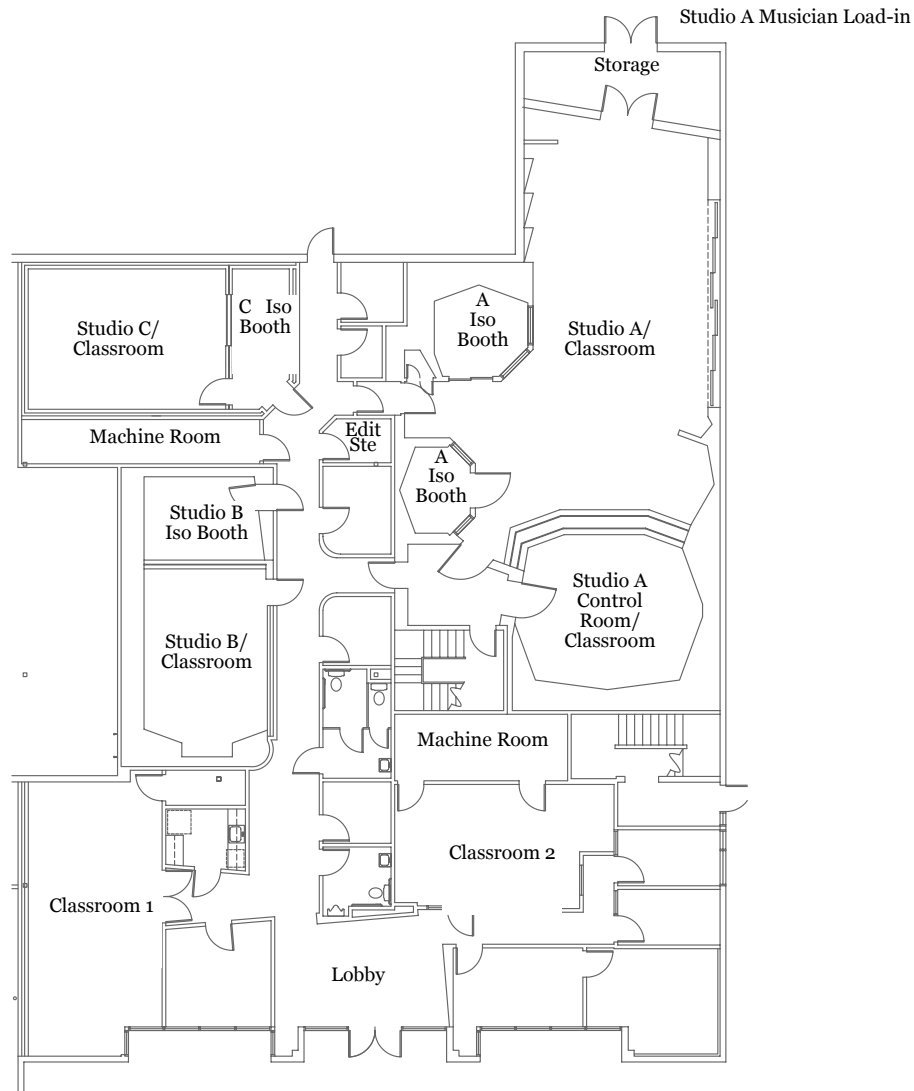 Studio A Musician Load-in
Storage
C Iso
Booth
A
Iso
Booth
Studio C/
Classroom
Studio A/
Classroom
Machine Room
Edit
Ste
A
Iso
Booth
Studio B
Iso Booth
Studio A
Control
Room/
Classroom
Studio B/
Classroom
Machine Room
Classroom 2
Classroom 1
Lobby